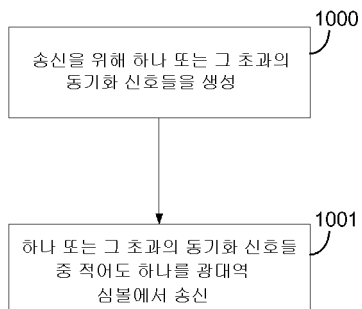 1000
송신을 위해 하나 또는 그 초과의
동기화 신호들을 생성
1001
하나 또는 그 초과의 동기화 신호들
중 적어도 하나를 광대역
심볼에서 송신